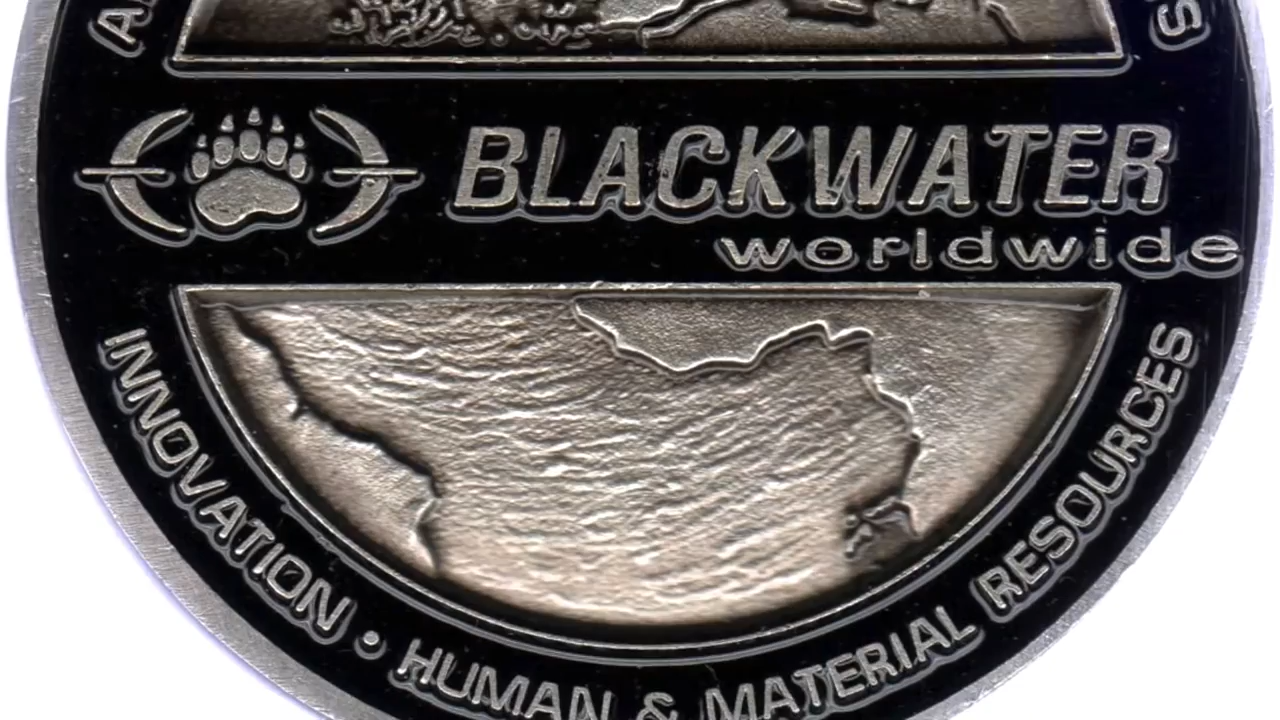 BLACKWATER
worldwide
INNOVATION • HUMAN & MATERIAL RESOURCES